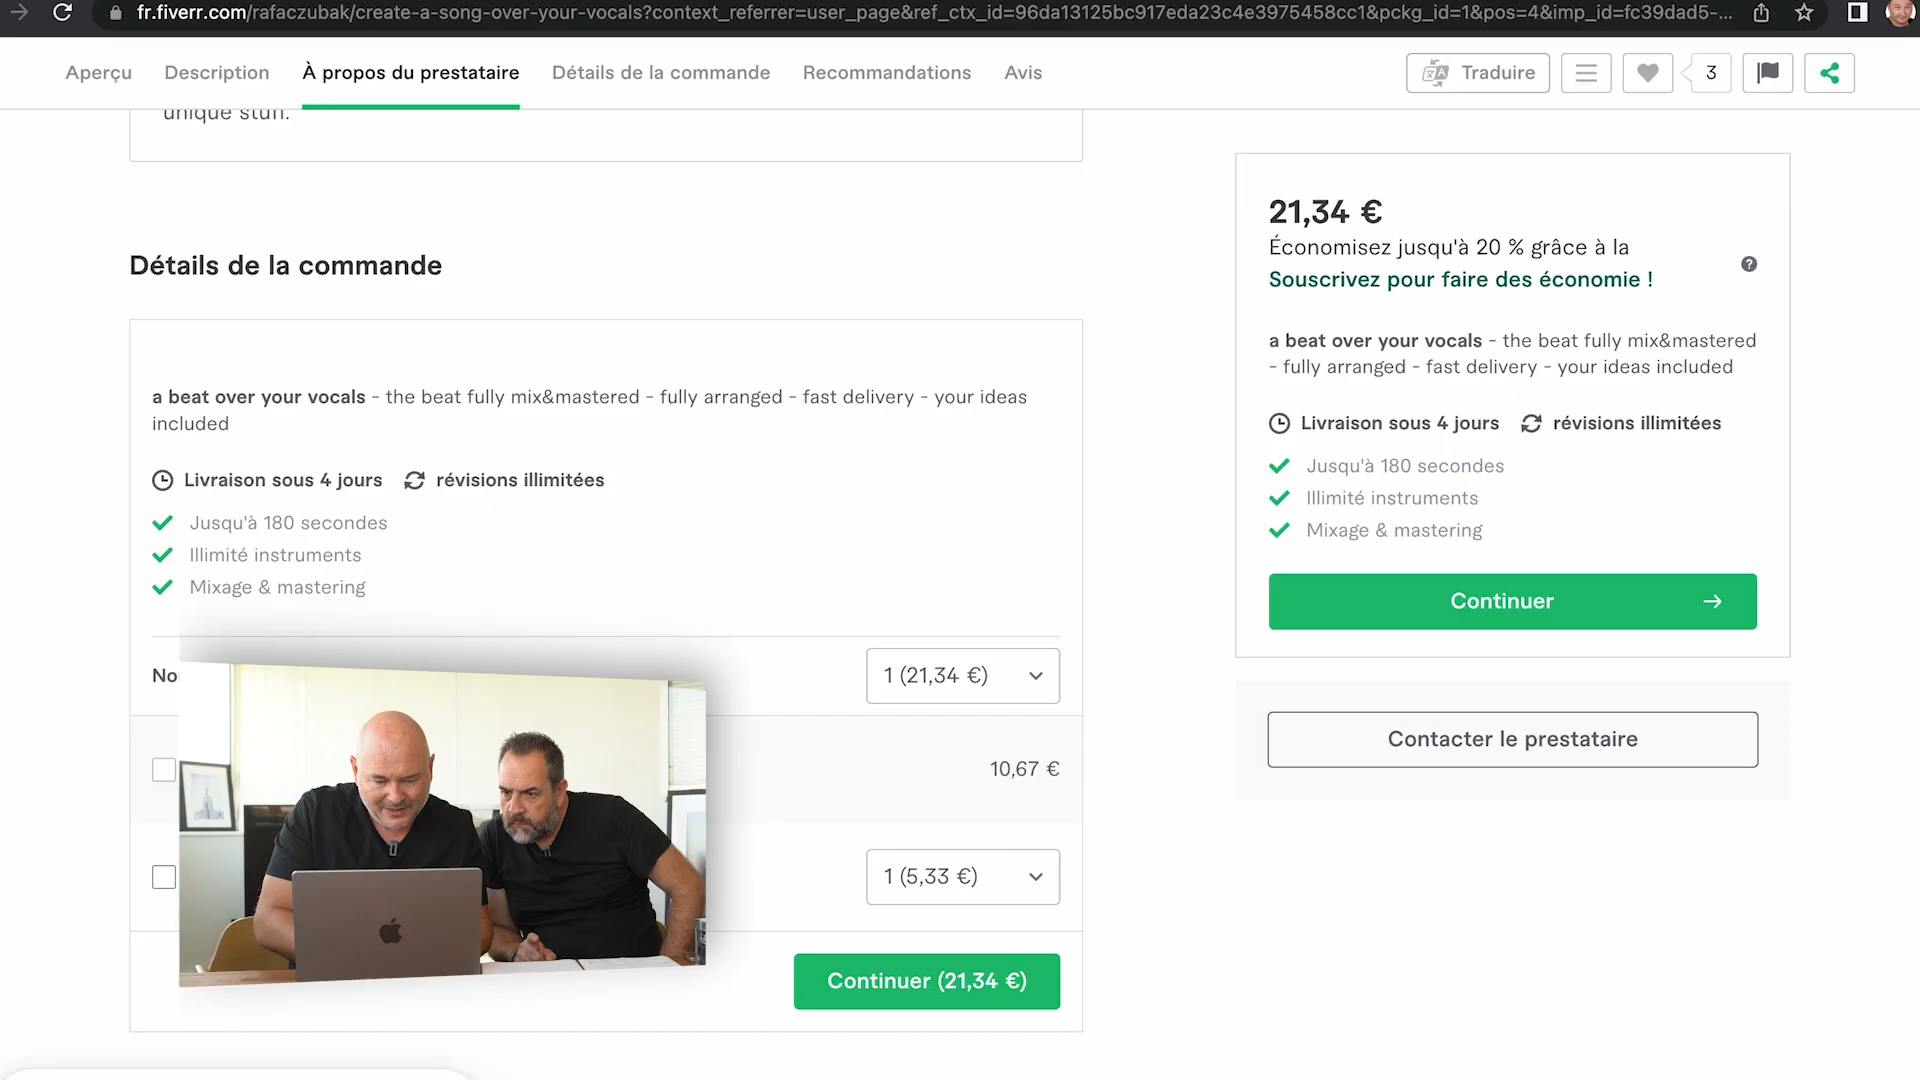 fr.fiverr.com/rafaczubak/create-a-song-over-your-vocals?context_referrer=user_page&ref_ctx_id=96da13125bc917eda23c4e3975458cc1&pckg_id=1&pos=4&imp_id=fc39dad5-...
Aperçu
Description
À propos du prestataire
Détails de la commande
Recommandations
Avis
Traduire
3
unique stuff.
Détails de la commande
a beat over your vocals - the beat fully mix&mastered - fully arranged - fast delivery - your ideas
included
Livraison sous 4 jours
révisions illimitées
Jusqu'à 180 secondes
Illimité instruments
Mixage & mastering
No
1 (21,34 €)
10,67 €
1 (5,33 €)
Continuer (21,34 €)
21,34 €
Économisez jusqu'à 20 % grâce à la
Souscrivez pour faire des économie !
a beat over your vocals - the beat fully mix&mastered
- fully arranged - fast delivery - your ideas included
Livraison sous 4 jours
révisions illimitées
Jusqu'à 180 secondes
Illimité instruments
Mixage & mastering
Continuer
Contacter le prestataire